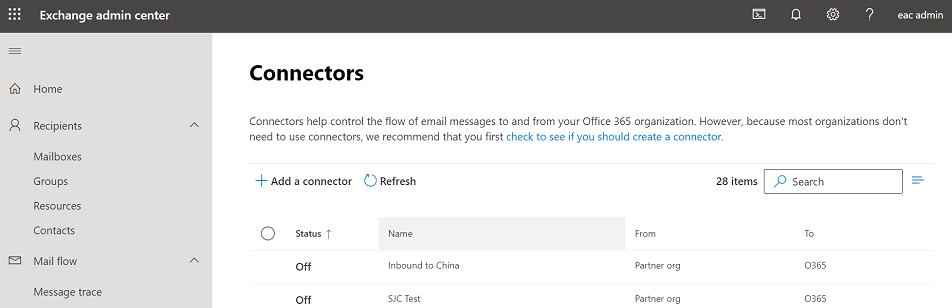 Exchange admin center
? eac admin
Home
Recipients
Mailboxes
Groups
Resources
Contacts
Mail flow
Message trace
Connectors
Connectors help control the flow of email messages to and from your Office 365 organization. However, because most organizations don't
need to use connectors, we recommend that you first check to see if you should create a connector.
+ Add a connector Refresh 28 items Search
Status ↑ Name From To
Off Inbound to China Partner org O365
Off SJC Test Partner org O365